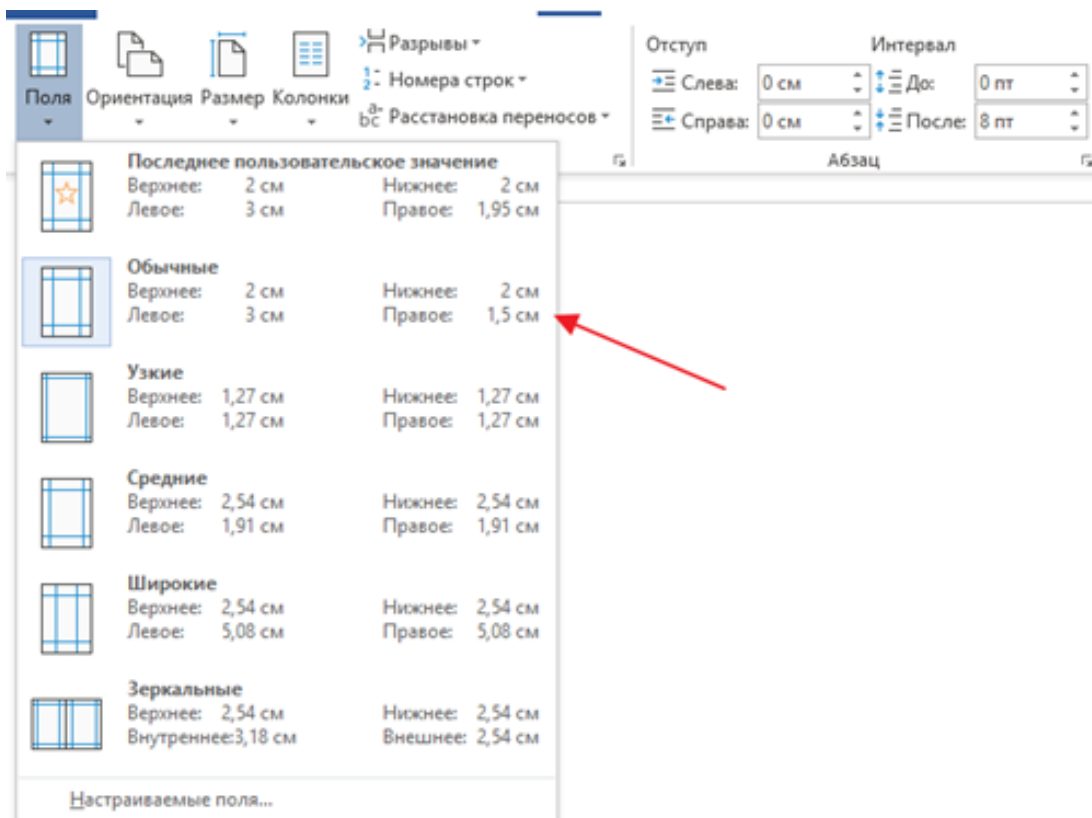 Поля
Ориентация
Размер
Колонки
Разрывы
Номера строк
Расстановка переносов
Отступ
Слева: 0 см
Справа: 0 см
Интервал
До: 0 пт
После: 8 пт
Абзац
Последнее пользовательское значение
Верхнее: 2 см Нижнее: 2 см
Левое: 3 см Правое: 1,95 см
Обычные
Верхнее: 2 см Нижнее: 2 см
Левое: 3 см Правое: 1,5 см
Узкие
Верхнее: 1,27 см Нижнее: 1,27 см
Левое: 1,27 см Правое: 1,27 см
Средние
Верхнее: 2,54 см Нижнее: 2,54 см
Левое: 1,91 см Правое: 1,91 см
Широкие
Верхнее: 2,54 см Нижнее: 2,54 см
Левое: 5,08 см Правое: 5,08 см
Зеркальные
Верхнее: 2,54 см Нижнее: 2,54 см
Внутреннее:3,18 см Внешнее: 2,54 см
Настраиваемые поля...